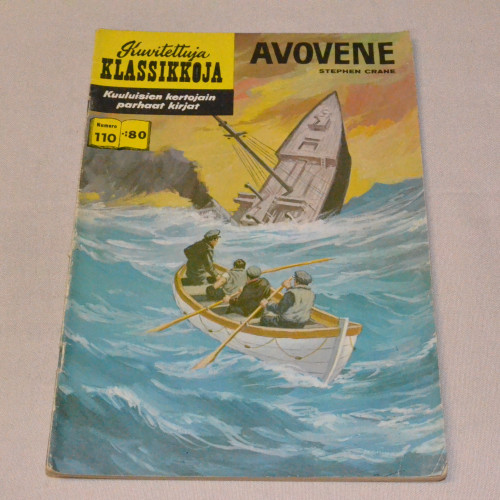 Kuvitettuja
KLASSIKKOJA
Kuuluisien kertojain
parhaat kirjat
Numero
110
-:80
AVOVENE
STEPHEN CRANE